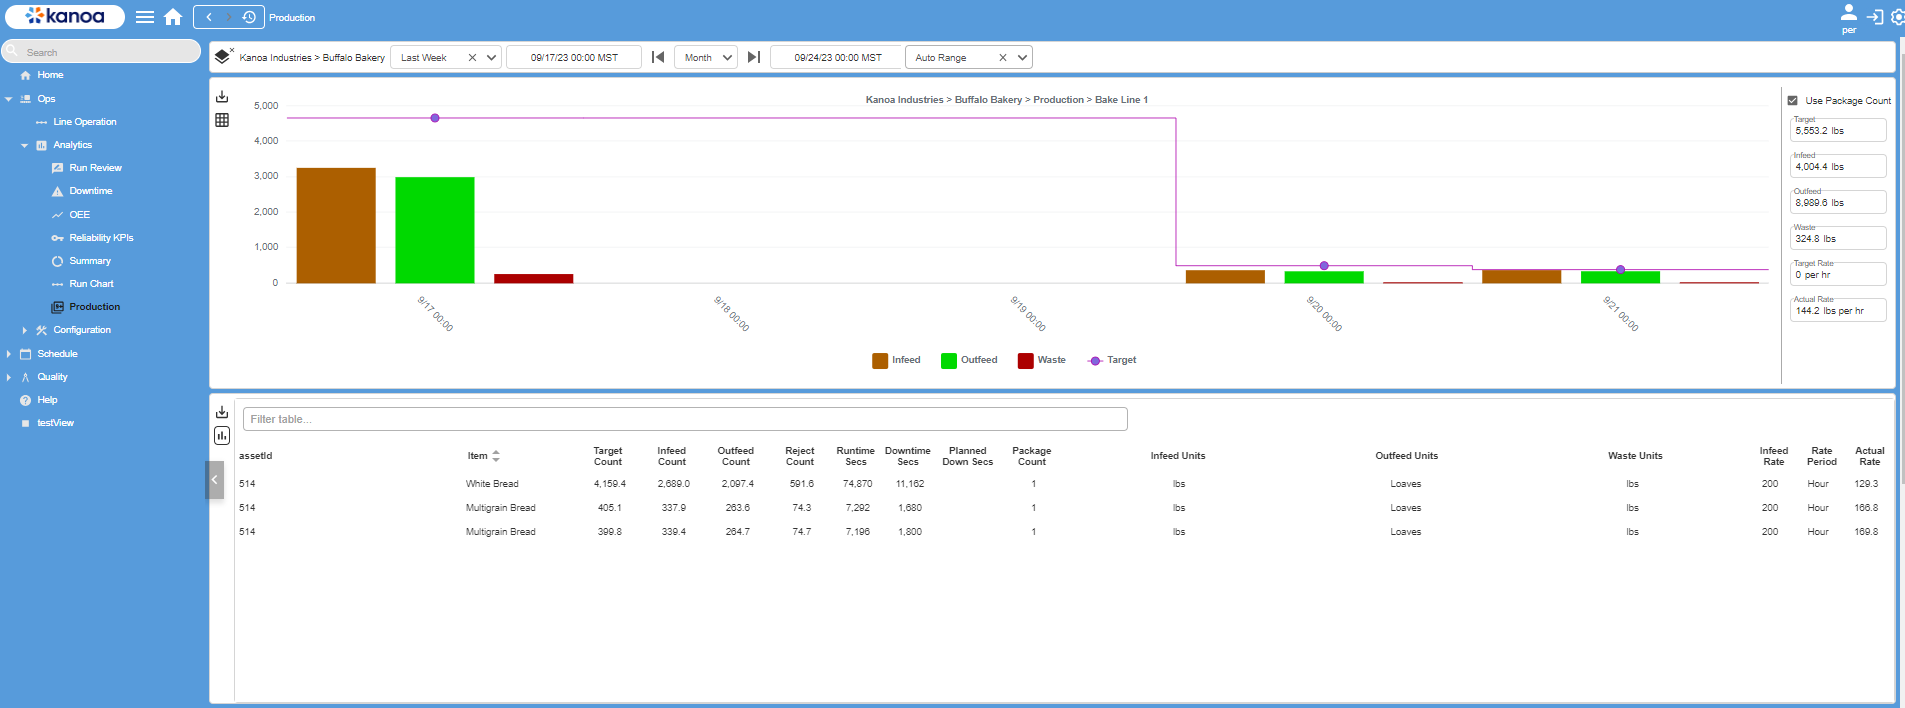 kanoa
Production
per
Search
Home
Ops
Line Operation
Analytics
Run Review
Downtime
OEE
Reliability KPIs
Summary
Run Chart
Production
Configuration
Schedule
Quality
Help
testView
Kanoa Industries > Buffalo Bakery
Last Week
09/17/23 00:00 MST
Month
09/24/23 00:00 MST
Auto Range
Kanoa Industries > Buffalo Bakery > Production > Bake Line 1
5,000
4,000
3,000
2,000
1,000
0
9/17 00:00
9/18 00:00
9/19 00:00
9/20 00:00
9/21 00:00
Infeed Outfeed Waste Target
Use Package Count
Target
5,553.2 lbs
Infeed
4,004.4 lbs
Outfeed
8,989.6 lbs
Waste
324.8 lbs
Target Rate
0 per hr
Actual Rate
144.2 lbs per hr
Filter table...
assetId Item Target Count Infeed Count Outfeed Count Reject Count Runtime Secs Downtime Secs Planned Down Secs Package Count Infeed Units Outfeed Units Waste Units Infeed Rate Rate Period Actual Rate
514 White Bread 4,159.4 2,689.0 2,097.4 591.6 74,870 11,162 1 lbs Loaves lbs 200 Hour 129.3
514 Multigrain Bread 405.1 337.9 263.6 74.3 7,292 1,680 1 lbs Loaves lbs 200 Hour 166.8
514 Multigrain Bread 399.8 339.4 264.7 74.7 7,196 1,800 1 lbs Loaves lbs 200 Hour 169.8